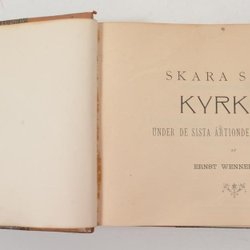 SKARA S
KYRK
UNDER DE SISTA ÅRTIONDE
AF
ERNST WENNE